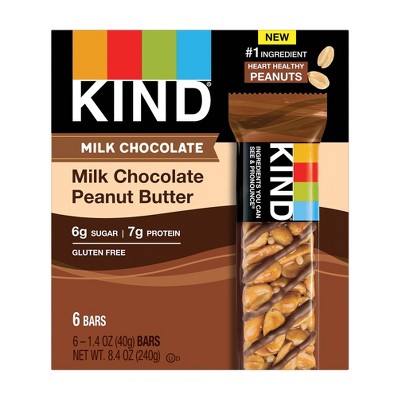 NEW
#1 INGREDIENT
HEART HEALTHY
PEANUTS
KIND®
MILK CHOCOLATE
Milk Chocolate
Peanut Butter
6g SUGAR | 7g PROTEIN
GLUTEN FREE
INGREDIENTS YOU CAN
SEE & PRONOUNCE®
KIND
6 BARS
6 – 1.4 OZ (40g) BARS
NET WT. 8.4 OZ (240g)
U D